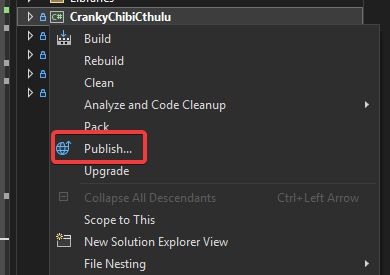 Libraries
C# CrankyChibiCthulu
Build
Rebuild
Clean
Analyze and Code Cleanup
Pack
Publish...
Publish...
Upgrade
Collapse All Descendants Ctrl+Left Arrow
Scope to This
New Solution Explorer View
File Nesting